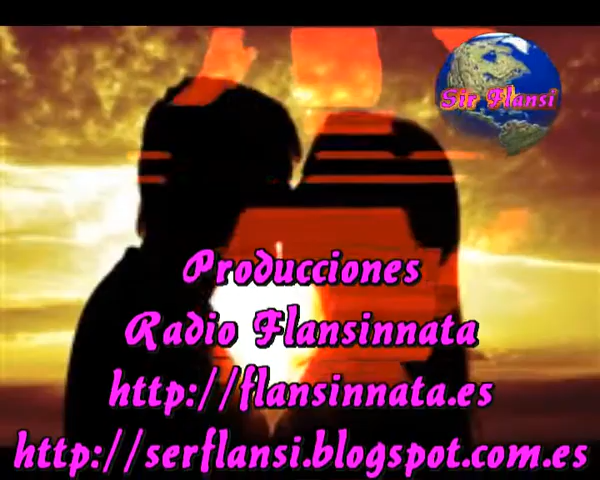 Sir Flansi
Producciones
Radio Flansinnata
http://flansinnata.es
http://serflansi.blogspot.com.es